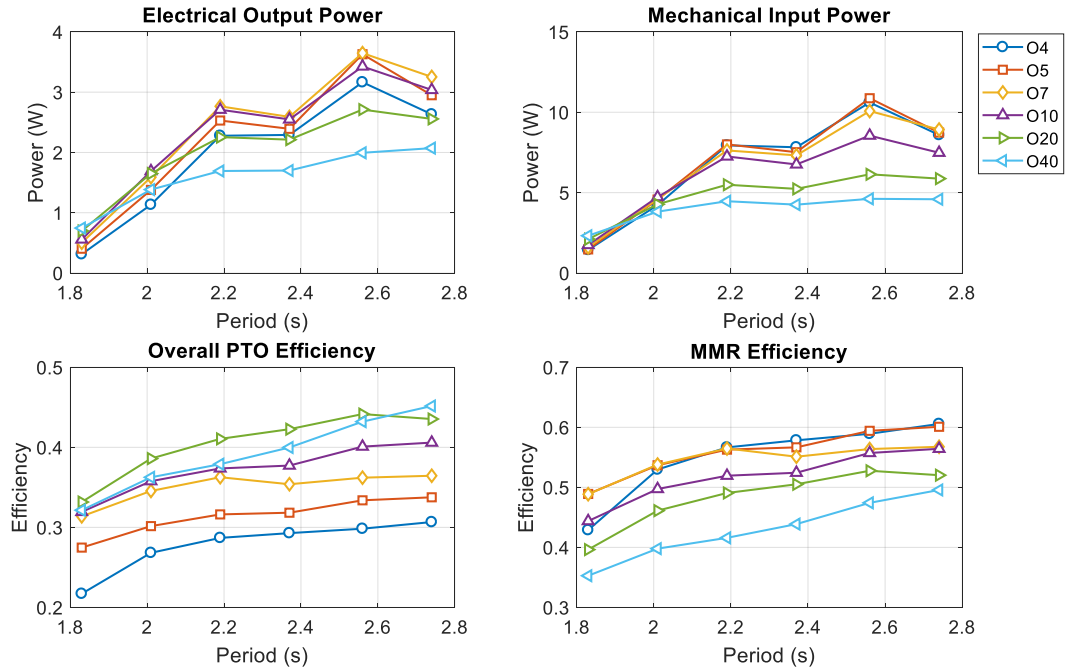 Electrical Output Power
Mechanical Input Power
4
3
2
1
0
Power (W)
1.8 2 2.2 2.4 2.6 2.8
Period (s)
15
10
5
0
Power (W)
1.8 2 2.2 2.4 2.6 2.8
Period (s)
O4
O5
O7
O10
O20
O40
Overall PTO Efficiency
MMR Efficiency
0.5
0.4
0.3
0.2
Efficiency
1.8 2 2.2 2.4 2.6 2.8
Period (s)
0.7
0.6
0.5
0.4
0.3
Efficiency
1.8 2 2.2 2.4 2.6 2.8
Period (s)